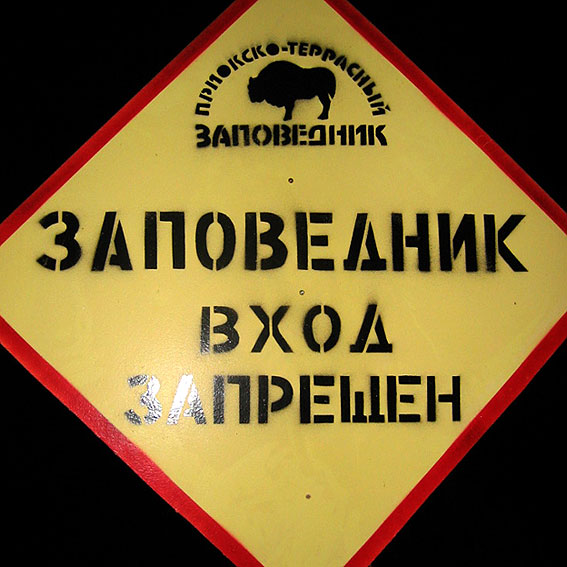 ПРИОКСКО-ТЕРРАСНЫЙ
ЗАПОВЕДНИК
ЗАПОВЕДНИК
ВХОД
ЗАПРЕЩЕН